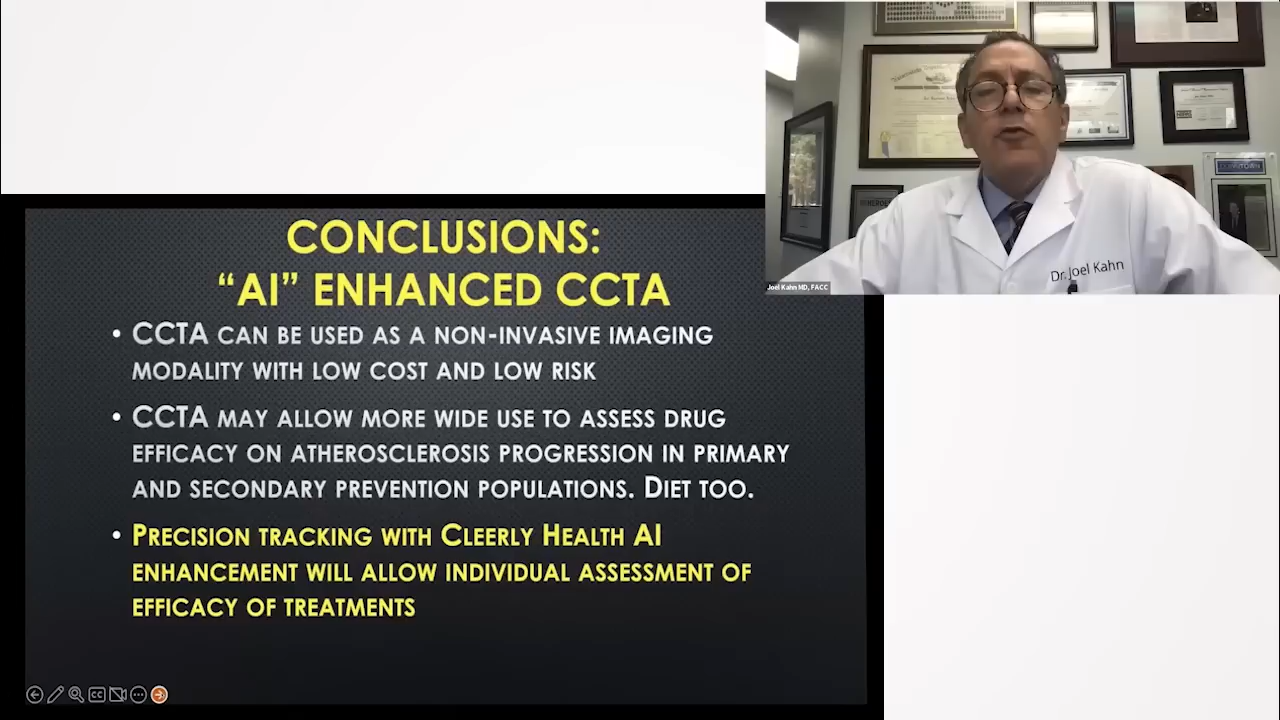 CONCLUSIONS:
“AI” ENHANCED CCTA
• CCTA CAN BE USED AS A NON-INVASIVE IMAGING
MODALITY WITH LOW COST AND LOW RISK
• CCTA MAY ALLOW MORE WIDE USE TO ASSESS DRUG
EFFICACY ON ATHEROSCLEROSIS PROGRESSION IN PRIMARY
AND SECONDARY PREVENTION POPULATIONS. DIET TOO.
• PRECISION TRACKING WITH CLEERLY HEALTH AI
ENHANCEMENT WILL ALLOW INDIVIDUAL ASSESSMENT OF
EFFICACY OF TREATMENTS
Dr. Joel Kahn
Joel Kahn MD, FACC
CC